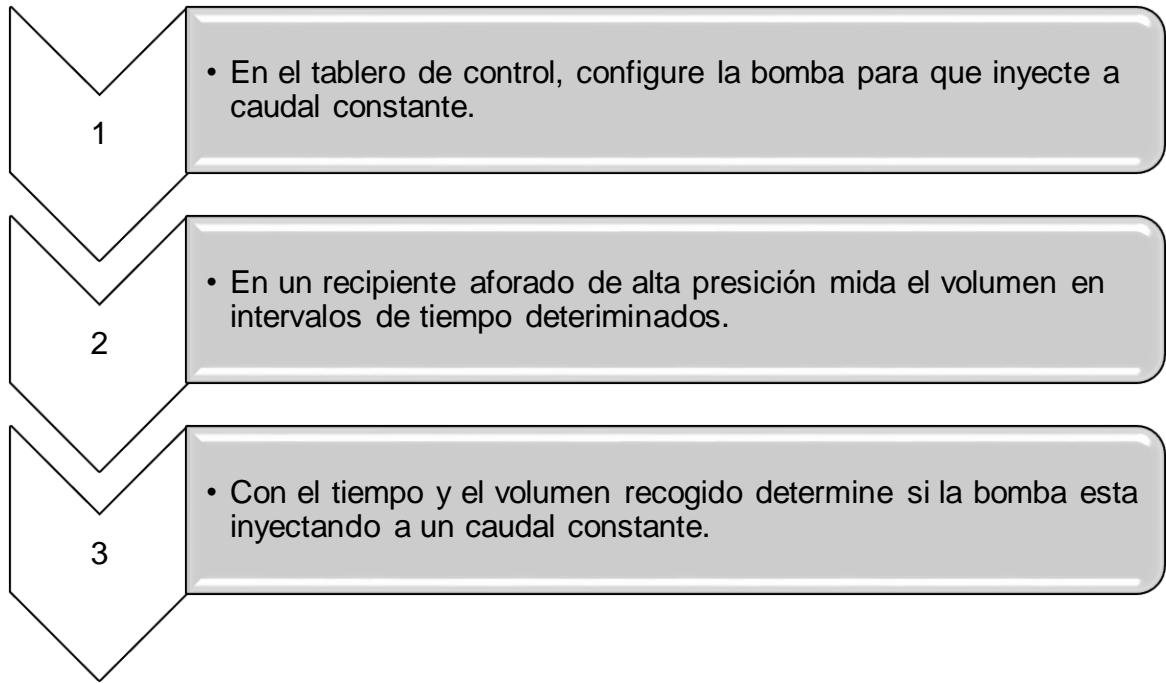 1
• En el tablero de control, configure la bomba para que inyecte a
caudal constante.
2
• En un recipiente aforado de alta presición mida el volumen en
intervalos de tiempo deteriminados.
3
• Con el tiempo y el volumen recogido determine si la bomba esta
inyectando a un caudal constante.